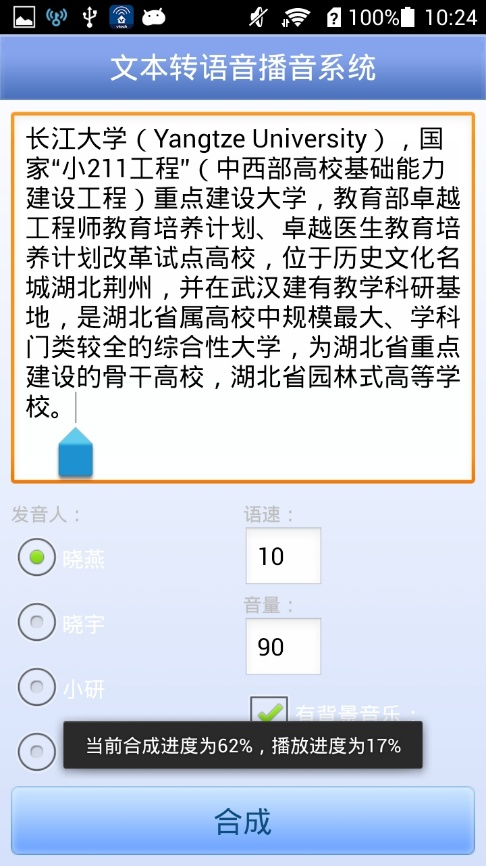 100% 10:24
文本转语音播音系统
长江大学（Yangtze University），国
家“小211工程”（中西部高校基础能力
建设工程）重点建设大学，教育部卓越
工程师教育培养计划、卓越医生教育培
养计划改革试点高校，位于历史文化名
城湖北荆州，并在武汉建有教学科研基
地，是湖北省属高校中规模最大、学科
门类较全的综合性大学，为湖北省重点
建设的骨干高校，湖北省园林式高等学
校。
发音人：
晓燕
晓宇
小研
语速：
10
音量：
90
有背景音乐：
当前合成进度为62%，播放进度为17%
合成